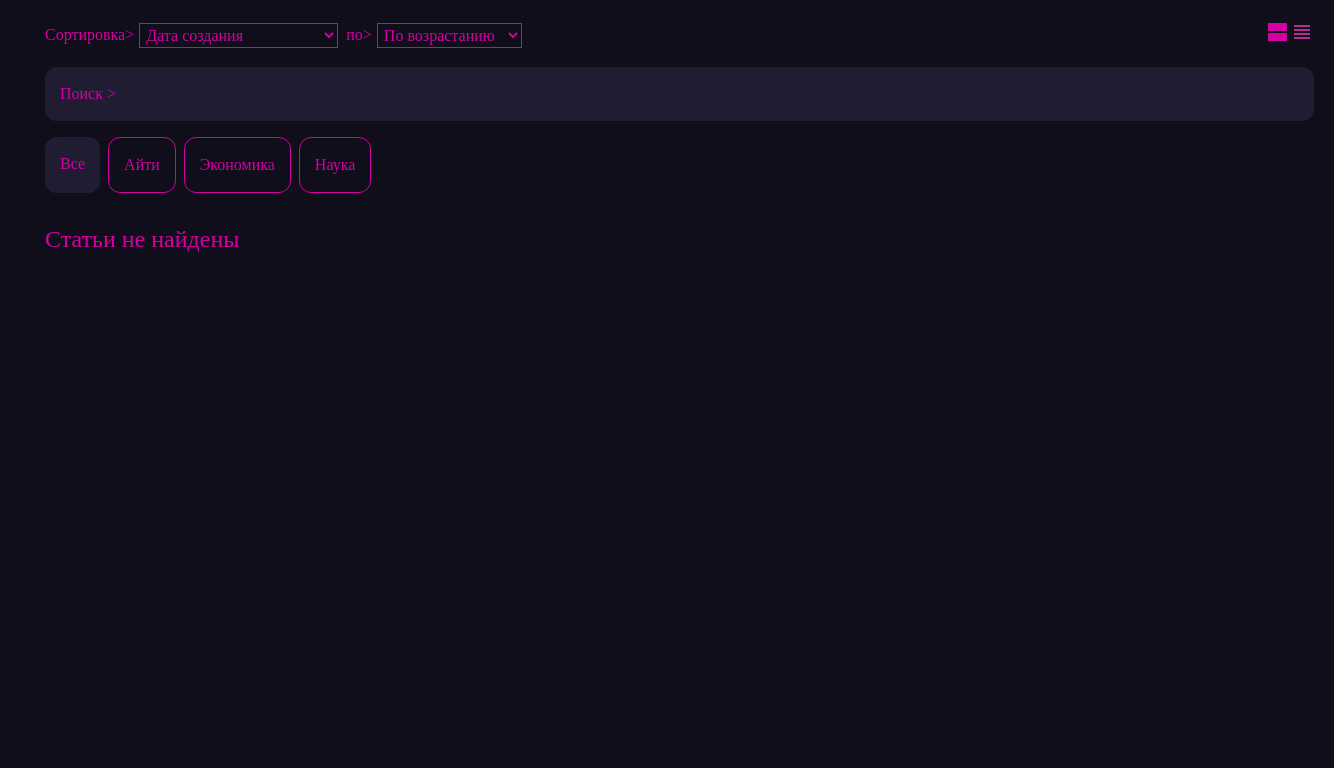 Сортировка> Дата создания по> По возрастанию
Поиск >
Все Айти Экономика Наука
Статьи не найдены